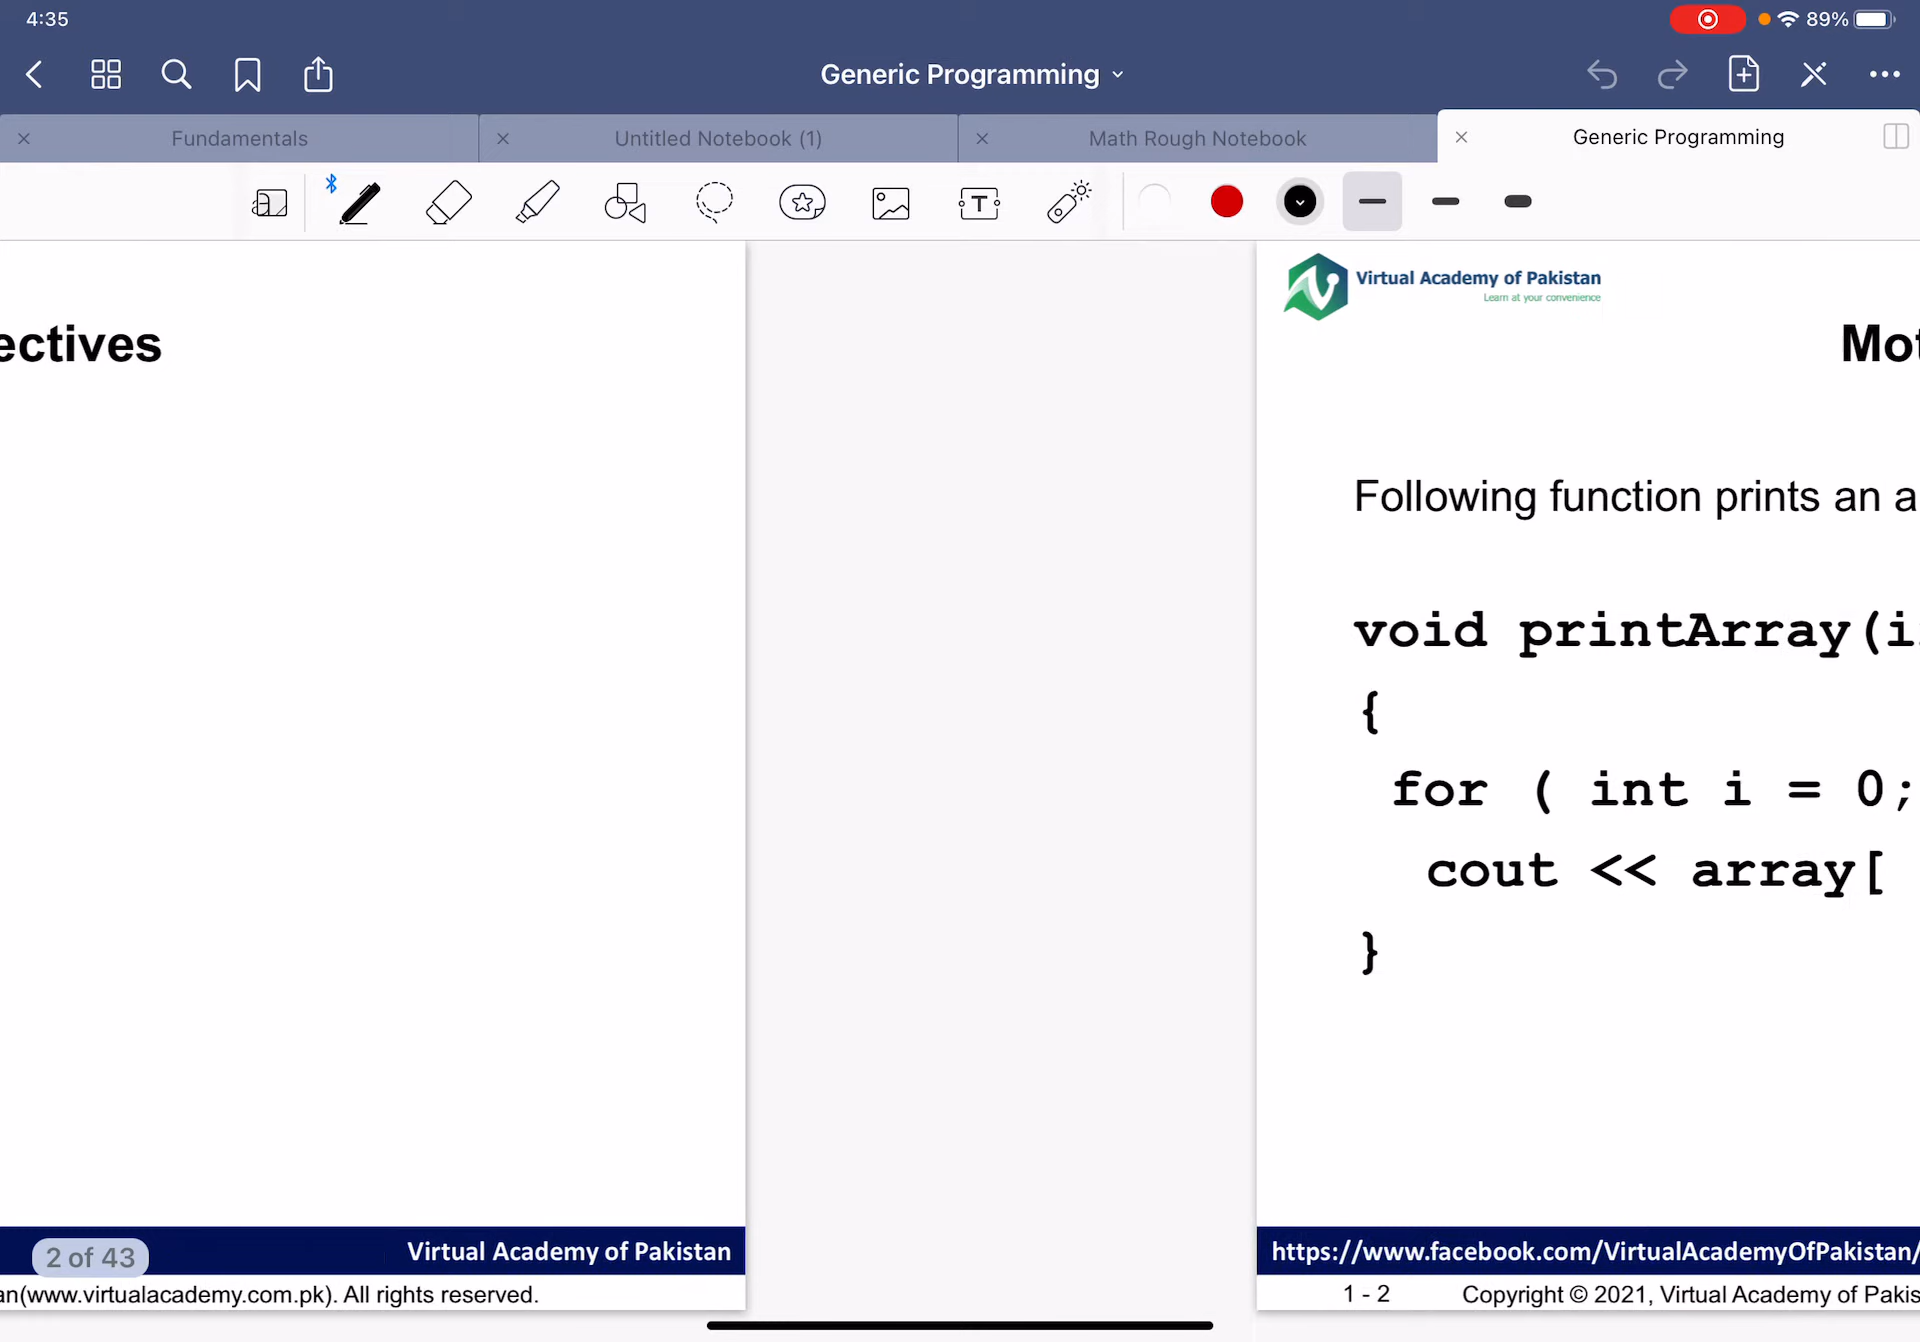 4:35
89%
Generic Programming
Fundamentals
Untitled Notebook (1)
Math Rough Notebook
Generic Programming
ectives
2 of 43
Virtual Academy of Pakistan
an(www.virtualacademy.com.pk). All rights reserved.
Virtual Academy of Pakistan
Learn at your convenience
Mot
Following function prints an a
void printArray(i
{
for ( int i = 0;
cout << array[
}
https://www.facebook.com/VirtualAcademyOfPakistan/
1 - 2
Copyright © 2021, Virtual Academy of Pakis